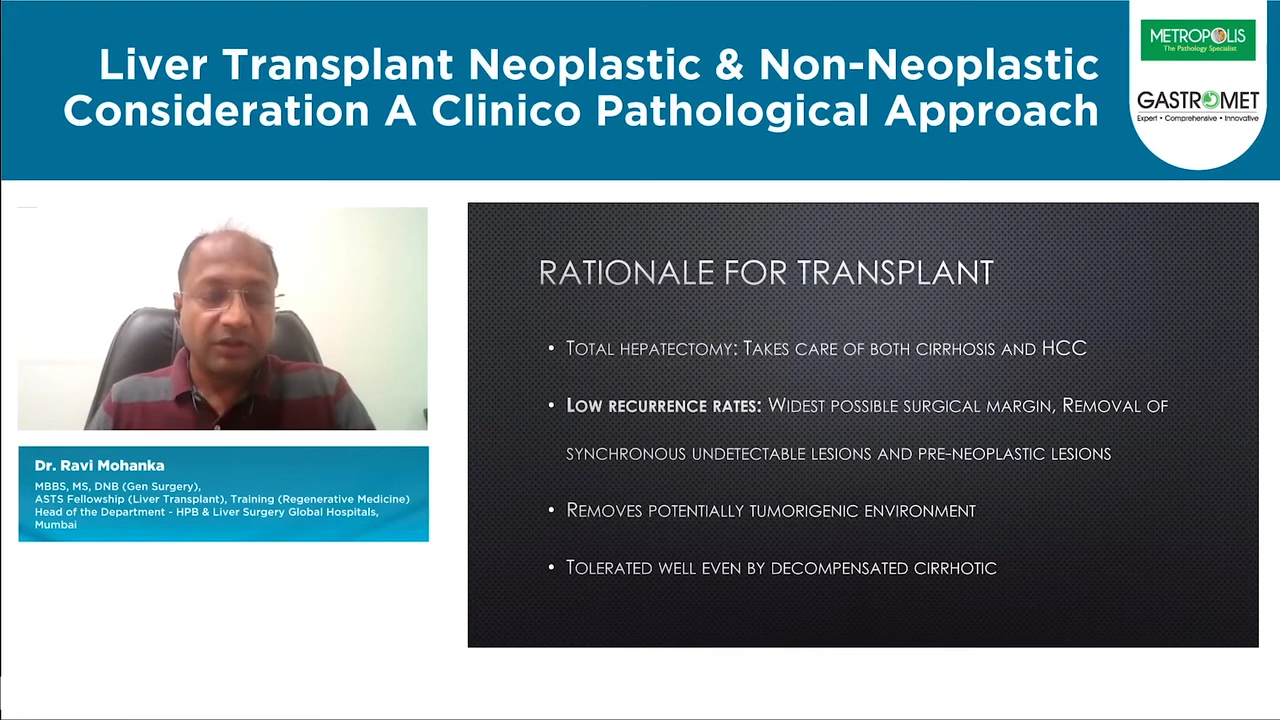 Liver Transplant Neoplastic & Non-Neoplastic
Consideration A Clinico Pathological Approach
METROPOLIS
The Pathology Specialist
GASTROMET
Expert • Comprehensive • Innovative
Dr. Ravi Mohanka
MBBS, MS, DNB (Gen Surgery),
ASTS Fellowship (Liver Transplant), Training (Regenerative Medicine)
Head of the Department - HPB & Liver Surgery Global Hospitals,
Mumbai
RATIONALE FOR TRANSPLANT
• TOTAL HEPATECTOMY: TAKES CARE OF BOTH CIRRHOSIS AND HCC
• LOW RECURRENCE RATES: WIDEST POSSIBLE SURGICAL MARGIN, REMOVAL OF
SYNCHRONOUS UNDETECTABLE LESIONS AND PRE-NEOPLASTIC LESIONS
• REMOVES POTENTIALLY TUMORIGENIC ENVIRONMENT
• TOLERATED WELL EVEN BY DECOMPENSATED CIRRHOTIC